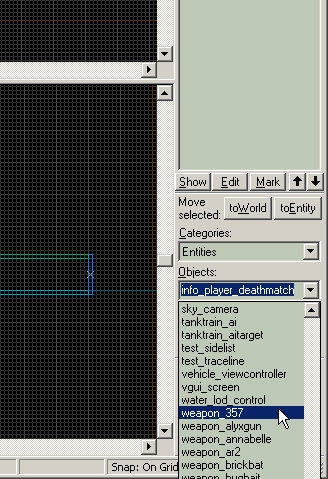 Show Edit Mark
Move
selected:
toWorld toEntity
Categories:
Entities
Objects:
info_player_deathmatch
sky_camera
tanktrain_ai
tanktrain_aitarget
test_sidelist
test_traceline
vehicle_viewcontroller
vgui_screen
water_lod_control
weapon_357
weapon_alyxgun
weapon_annabelle
weapon_ar2
weapon_brickbat
weapon_bugbait
Snap: On Grid